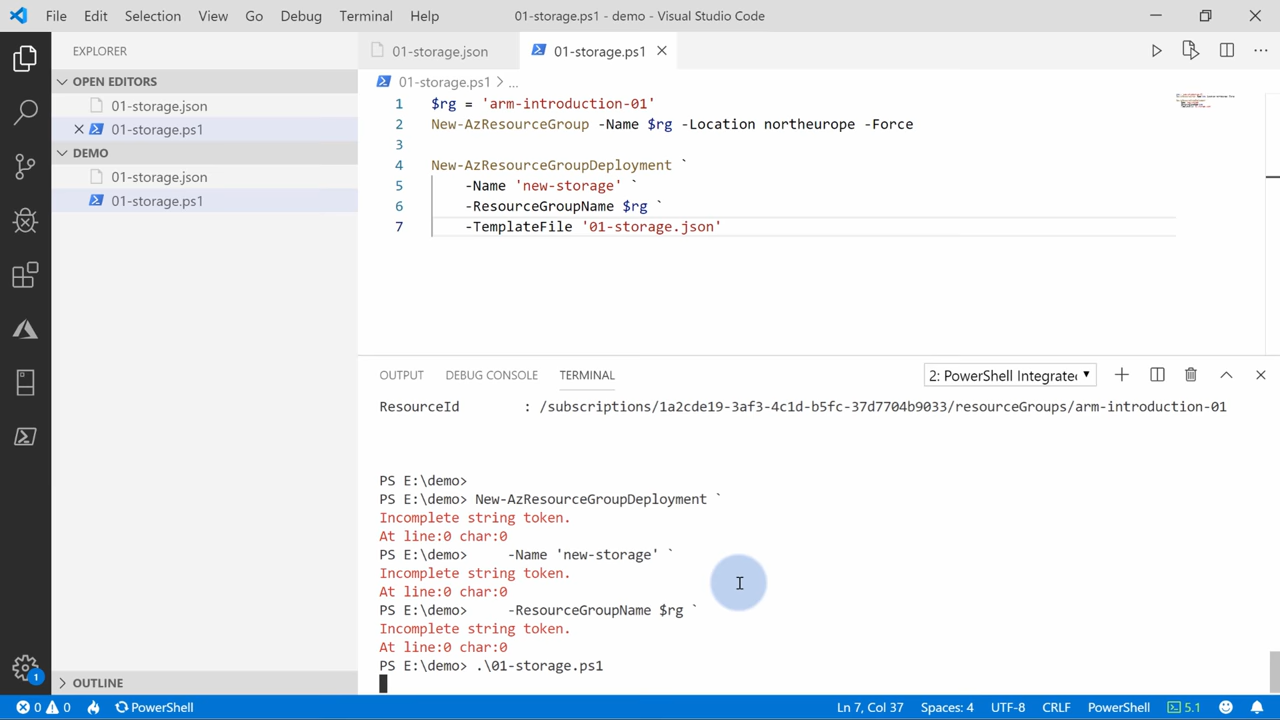 File Edit Selection View Go Debug Terminal Help 01-storage.ps1 - demo - Visual Studio Code
EXPLORER
OPEN EDITORS
01-storage.json
01-storage.ps1
DEMO
01-storage.json
01-storage.ps1
OUTLINE
01-storage.json 01-storage.ps1
01-storage.ps1 > ...
1 $rg = 'arm-introduction-01'
2 New-AzResourceGroup -Name $rg -Location northeurope -Force
3
4 New-AzResourceGroupDeployment `
5 -Name 'new-storage' `
6 -ResourceGroupName $rg `
7 -TemplateFile '01-storage.json'
OUTPUT DEBUG CONSOLE TERMINAL 2: PowerShell Integrate
ResourceId : /subscriptions/1a2cde19-3af3-4c1d-b5fc-37d7704b9033/resourceGroups/arm-introduction-01
PS E:\demo>
PS E:\demo> New-AzResourceGroupDeployment `
Incomplete string token.
At line:0 char:0
PS E:\demo> -Name 'new-storage' `
Incomplete string token.
At line:0 char:0
PS E:\demo> -ResourceGroupName $rg `
Incomplete string token.
At line:0 char:0
PS E:\demo> .\01-storage.ps1
1
0 0 PowerShell Ln 7, Col 37 Spaces: 4 UTF-8 CRLF PowerShell 5.1